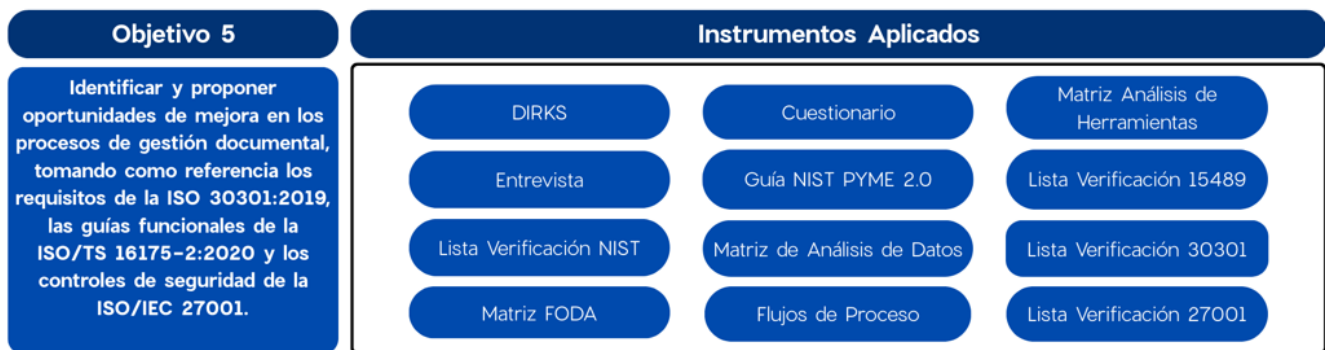 Objetivo 5
Instrumentos Aplicados
Identificar y proponer
oportunidades de mejora en los
procesos de gestión documental,
tomando como referencia los
requisitos de la ISO 30301:2019,
las guías funcionales de la
ISO/TS 16175-2:2020 y los
controles de seguridad de la
ISO/IEC 27001.
DIRKS
Cuestionario
Matriz Análisis de
Herramientas
Entrevista
Guía NIST PYME 2.0
Lista Verificación 15489
Lista Verificación NIST
Matriz de Análisis de Datos
Lista Verificación 30301
Matriz FODA
Flujos de Proceso
Lista Verificación 27001